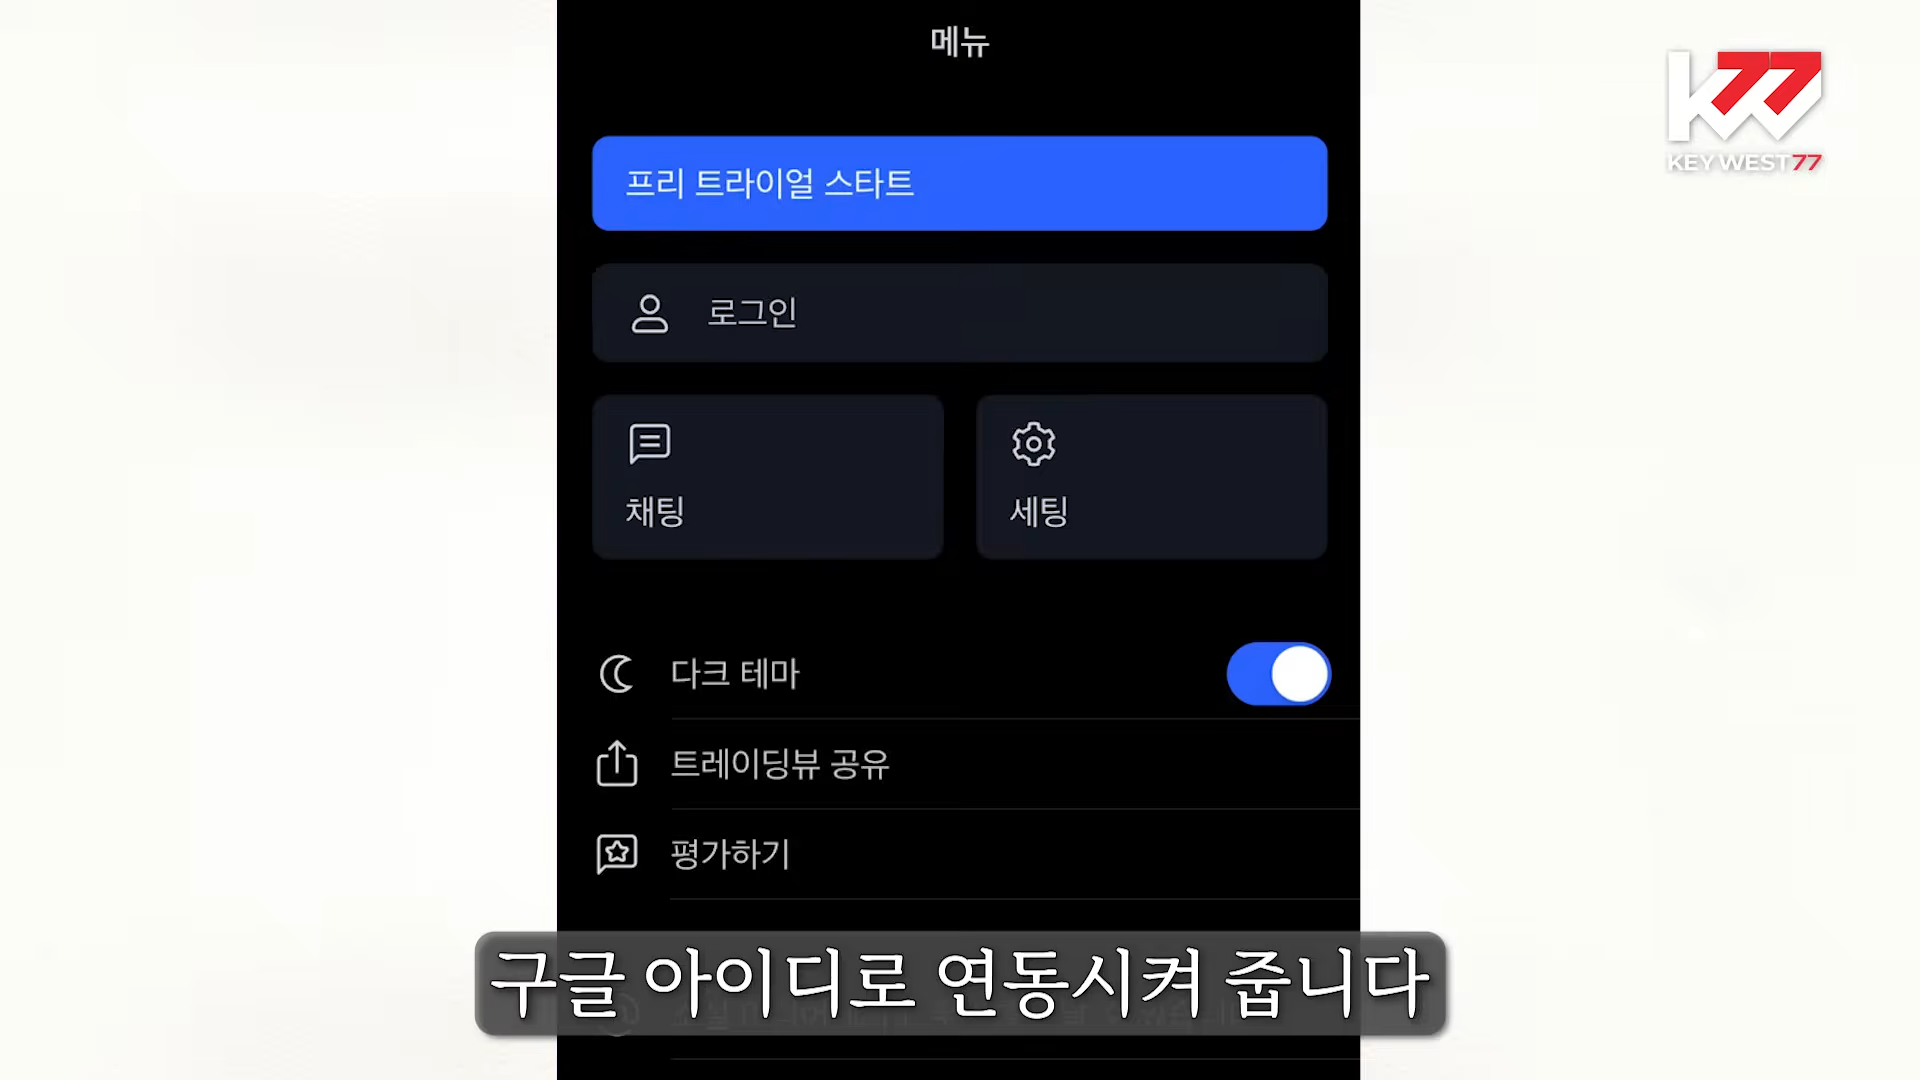 메뉴
K77
KEY WEST77
프리 트라이얼 스타트
로그인
채팅
세팅
다크 테마
트레이딩뷰 공유
평가하기
구글 아이디로 연동시켜 줍니다